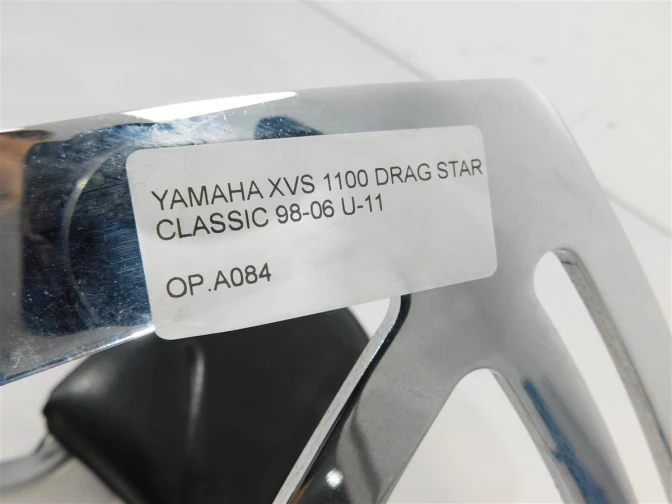 YAMAHA XVS 1100 DRAG STAR
CLASSIC 98-06 U-11
OP.A084